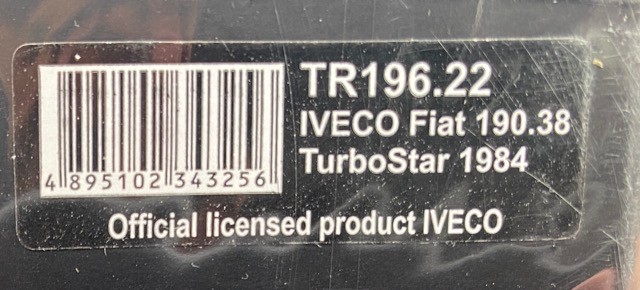 TR196.22
IVECO Fiat 190.38
TurboStar 1984
4 895102 343256
Official licensed product IVECO